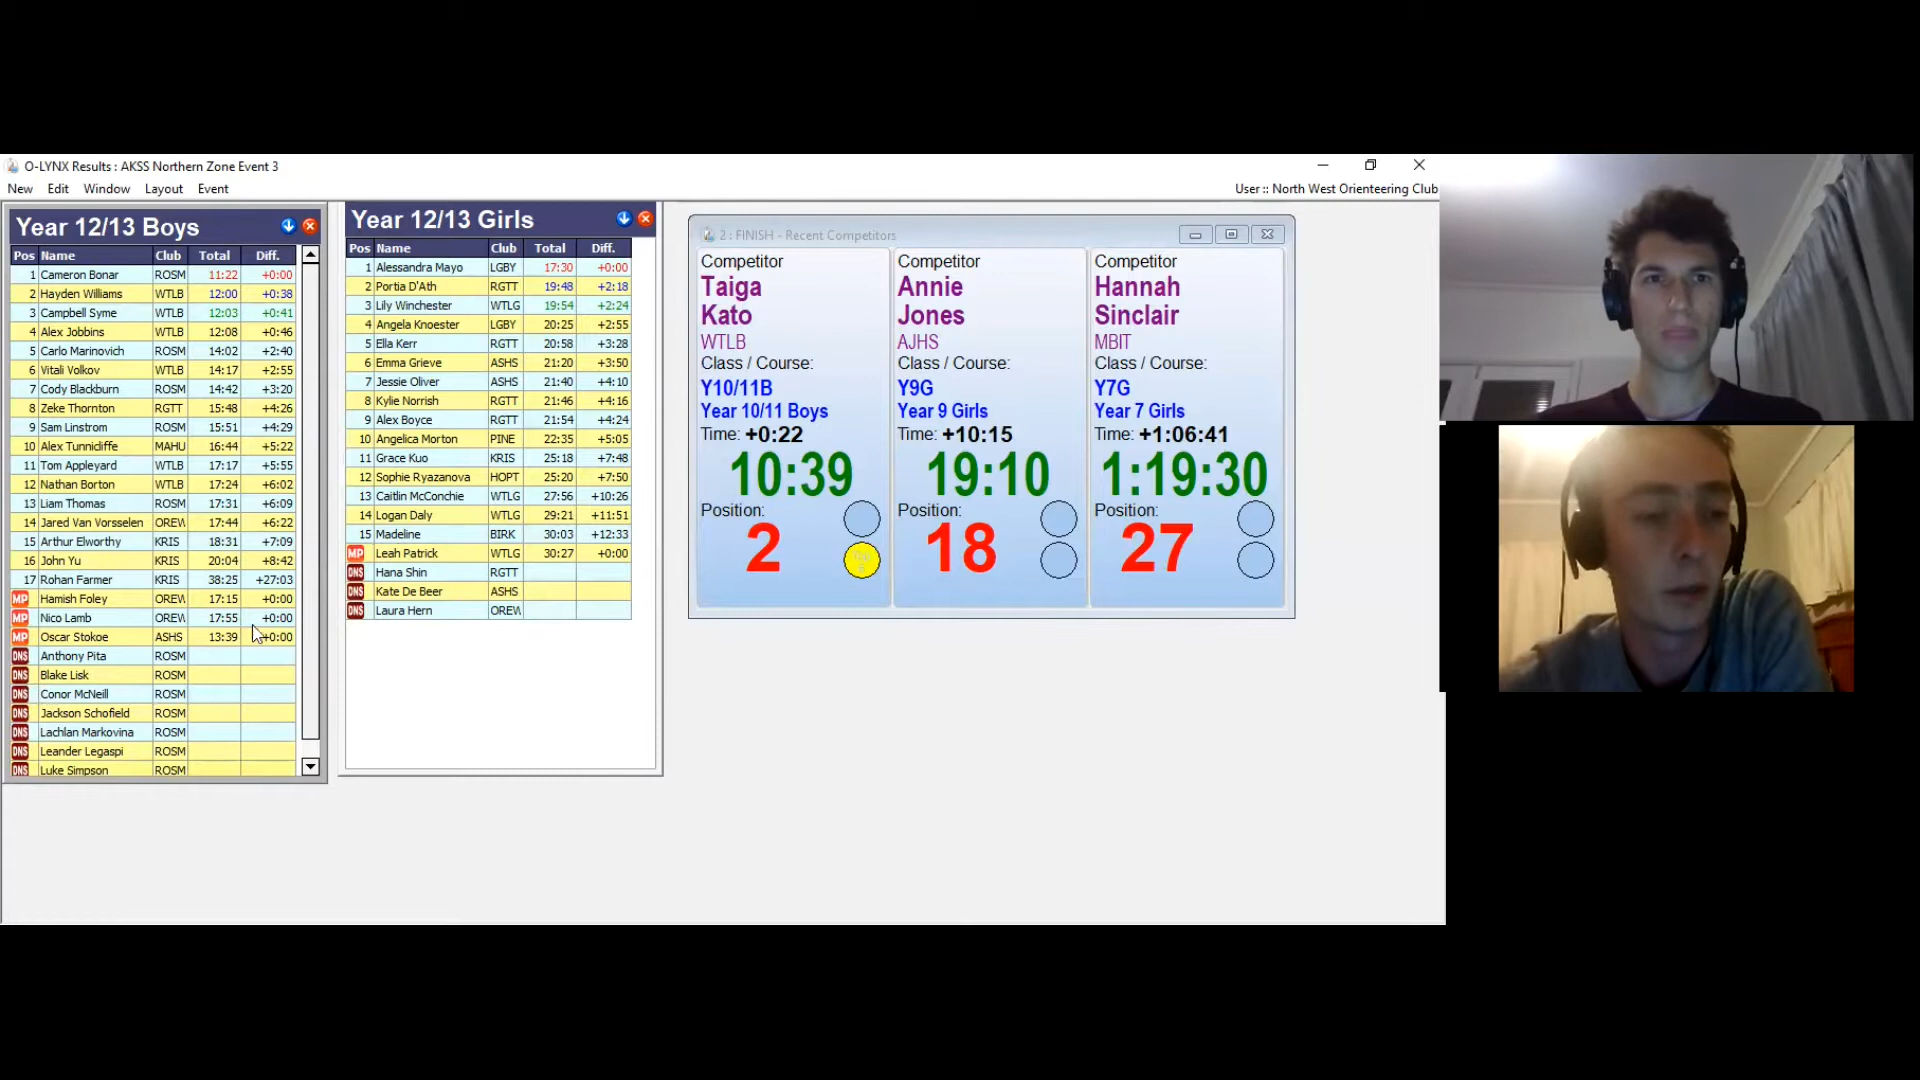 O-LYNX Results : AKSS Northern Zone Event 3
New Edit Window Layout Event
User :: North West Orienteering Club
Year 12/13 Boys
Pos Name Club Total Diff.
1 Cameron Bonar ROSM 11:22 +0:00
2 Hayden Williams WTLB 12:00 +0:38
3 Campbell Syme WTLB 12:03 +0:41
4 Alex Jobbins WTLB 12:08 +0:46
5 Carlo Marinovich ROSM 14:02 +2:40
6 Vitali Volkov WTLB 14:17 +2:55
7 Cody Blackburn ROSM 14:42 +3:20
8 Zeke Thornton RGTT 15:48 +4:26
9 Sam Linstrom ROSM 15:51 +4:29
10 Alex Tunnicliffe MAHU 16:44 +5:22
11 Tom Appleyard WTLB 17:17 +5:55
12 Nathan Borton WTLB 17:24 +6:02
13 Liam Thomas ROSM 17:31 +6:09
14 Jared Van Vorsselen OREW 17:44 +6:22
15 Arthur Elworthy KRIS 18:31 +7:09
16 John Yu KRIS 20:04 +8:42
17 Rohan Farmer KRIS 38:25 +27:03
MP Hamish Foley OREW 17:15 +0:00
MP Nico Lamb OREW 17:55 +0:00
MP Oscar Stokoe ASHS 13:39 +0:00
DNS Anthony Pita ROSM
DNS Blake Lisk ROSM
DNS Conor McNeill ROSM
DNS Jackson Schofield ROSM
DNS Lachlan Markovina ROSM
DNS Leander Legaspi ROSM
DNS Luke Simpson ROSM
Year 12/13 Girls
Pos Name Club Total Diff.
1 Alessandra Mayo LGBY 17:30 +0:00
2 Portia D'Ath RGTT 19:48 +2:18
3 Lily Winchester WTLG 19:54 +2:24
4 Angela Knoester LGBY 20:25 +2:55
5 Ella Kerr RGTT 20:58 +3:28
6 Emma Grieve ASHS 21:20 +3:50
7 Jessie Oliver ASHS 21:40 +4:10
8 Kylie Norrish RGTT 21:46 +4:16
9 Alex Boyce RGTT 21:54 +4:24
10 Angelica Morton PINE 22:35 +5:05
11 Grace Kuo KRIS 25:18 +7:48
12 Sophie Ryazanova HOPT 25:20 +7:50
13 Caitlin McConchie WTLG 27:56 +10:26
14 Logan Daly WTLG 29:21 +11:51
15 Madeline BIRK 30:03 +12:33
MP Leah Patrick WTLG 30:27 +0:00
DNS Hana Shin RGTT
DNS Kate De Beer ASHS
DNS Laura Hern OREW
2 : FINISH - Recent Competitors
Competitor
Taiga
Kato
WTLB
Class / Course:
Y10/11B
Year 10/11 Boys
Time: +0:22
10:39
Position:
2
Competitor
Annie
Jones
AJHS
Class / Course:
Y9G
Year 9 Girls
Time: +10:15
19:10
Position:
18
Competitor
Hannah
Sinclair
MBIT
Class / Course:
Y7G
Year 7 Girls
Time: +1:06:41
1:19:30
Position:
27